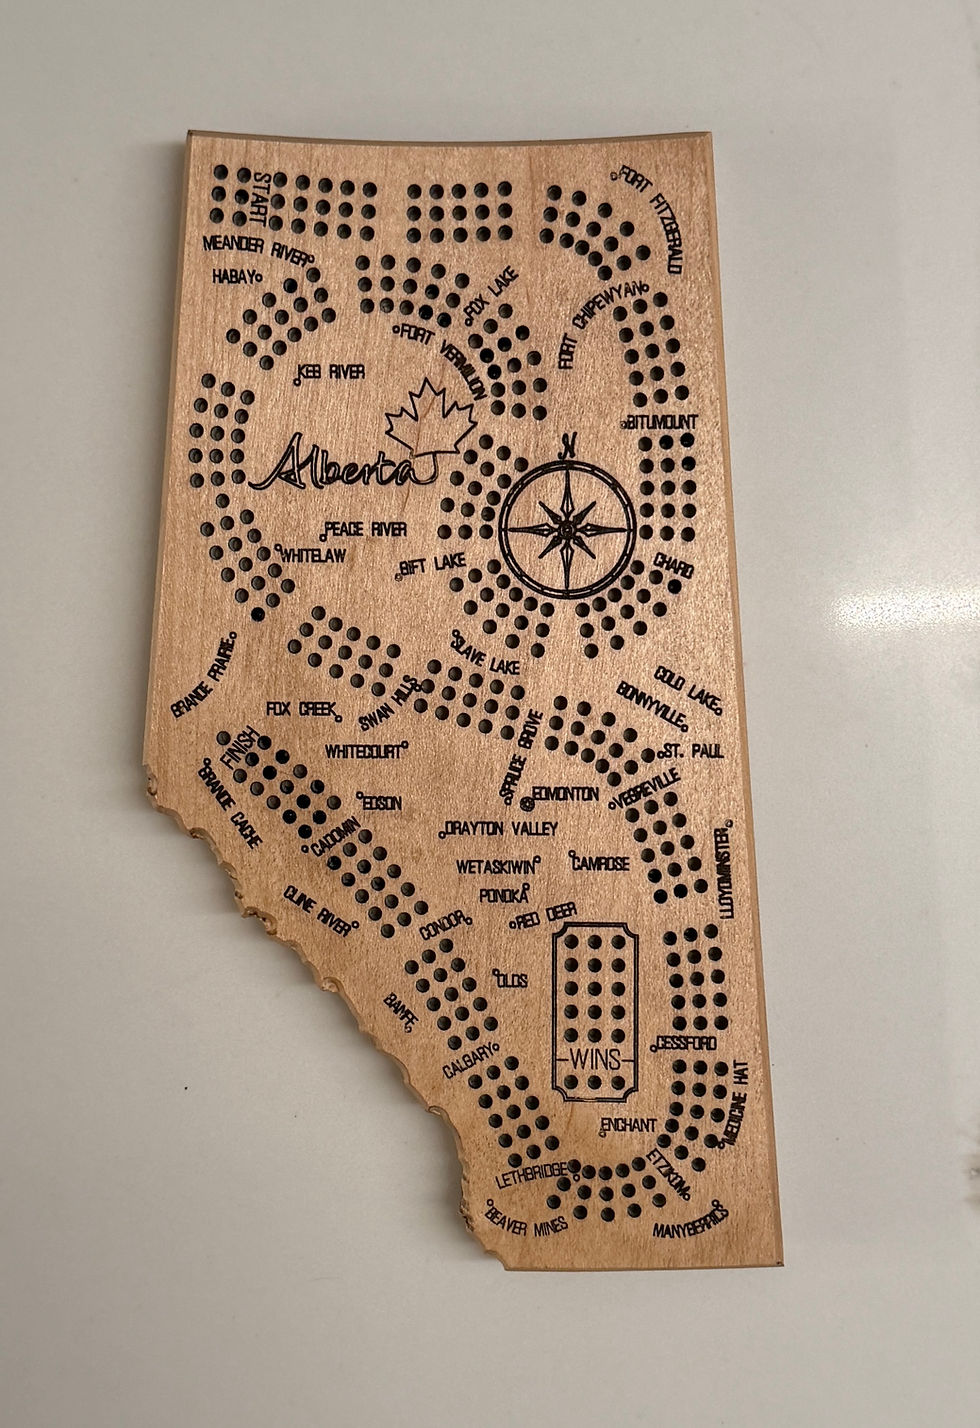 START
FORT FITZGERALD
MEANDER RIVER
HABAY
FOX LAKE
FORT CHIPEWYAN
FORT VERMILION
KEG RIVER
BITUMOUNT
Alberta
N
PEACE RIVER
WHITELAW
GIFT LAKE
CHARD
SLAVE LAKE
GRANDE PRAIRIE
COLD LAKE
BONNYVILLE
SWAN HILLS
FOX CREEK
SPRUCE GROVE
ST. PAUL
FINISH
WHITECOURT
VEGREVILLE
GRANDE CACHE
EDSON
EDMONTON
CADOMIN
DRAYTON VALLEY
LLOYDMINSTER
WETASKIWIN
CAMROSE
PONOKA
CLINE RIVER
CONDOR
RED DEER
OLDS
BANFF
CESSFORD
WINS
CALGARY
MEDICINE HAT
ENCHANT
LETHBRIDGE
ETZIKOM
BEAVER MINES
MANYBERRIES